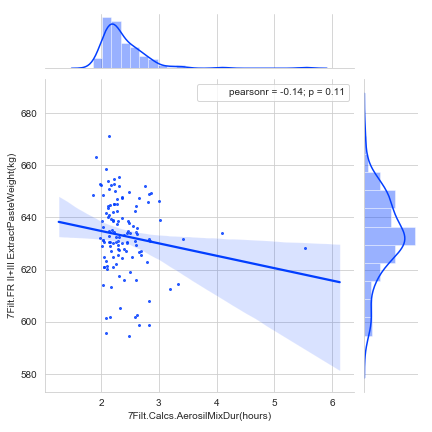 pearsonr = -0.14; p = 0.11
680
660
640
620
600
580
7Filt.FR II+III ExtractPasteWeight(kg)
2 3 4 5 6
7Filt.Calcs.AerosilMixDur(hours)